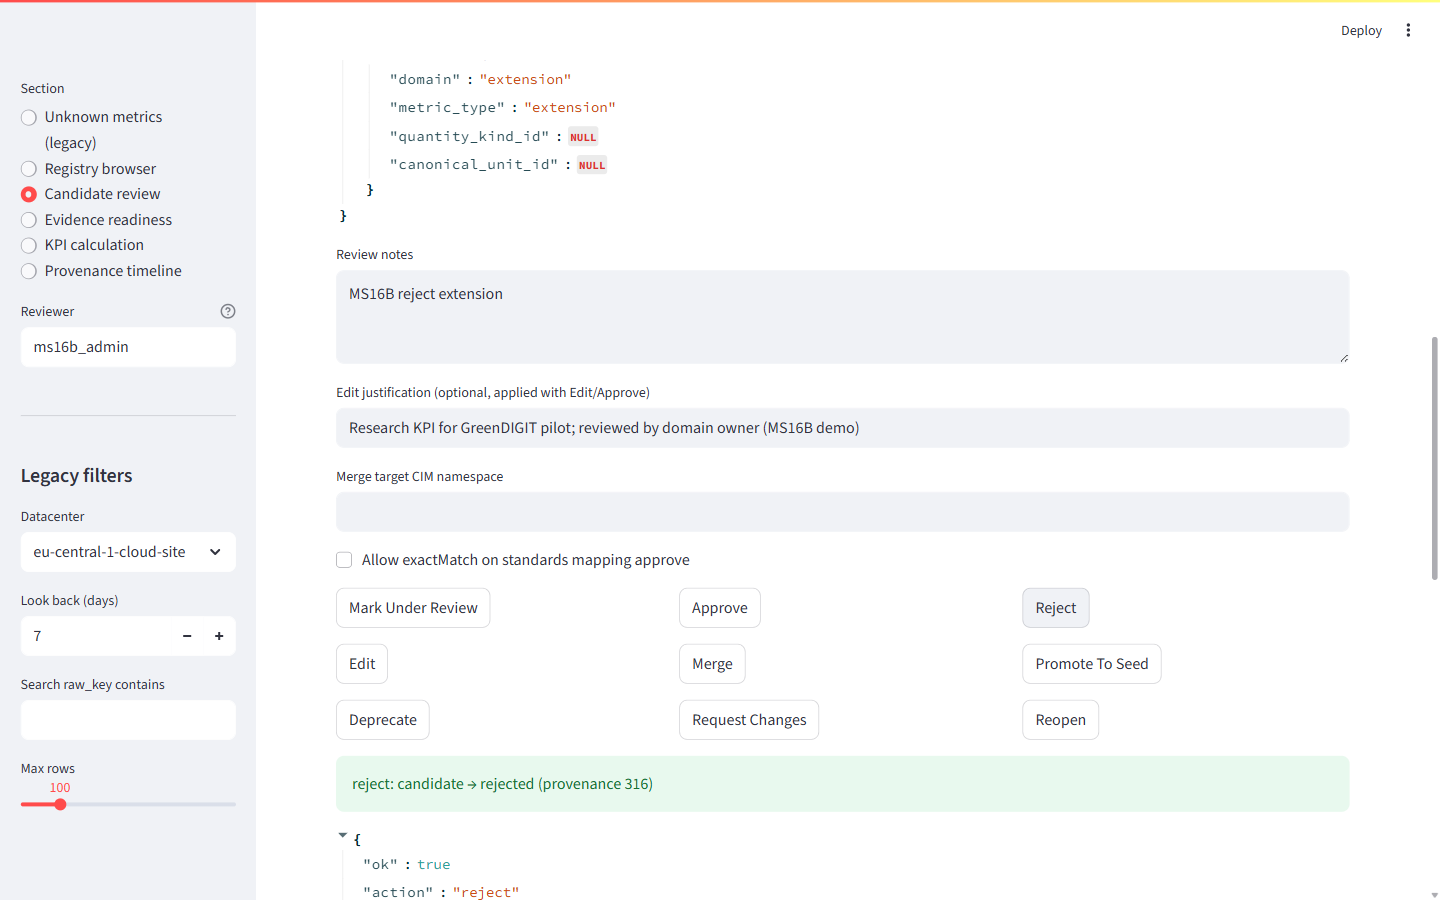 Deploy
Section
Unknown metrics
(legacy)
Registry browser
Candidate review
Evidence readiness
KPI calculation
Provenance timeline
Reviewer
ms16b_admin
Legacy filters
Datacenter
eu-central-1-cloud-site
Look back (days)
7
Search raw_key contains
Max rows
100
"domain" : "extension"
"metric_type" : "extension"
"quantity_kind_id" : NULL
"canonical_unit_id" : NULL
}
}
Review notes
MS16B reject extension
Edit justification (optional, applied with Edit/Approve)
Research KPI for GreenDIGIT pilot; reviewed by domain owner (MS16B demo)
Merge target CIM namespace
Allow exactMatch on standards mapping approve
Mark Under Review Approve Reject
Edit Merge Promote To Seed
Deprecate Request Changes Reopen
reject: candidate → rejected (provenance 316)
{
"ok" : true
"action" : "reject"